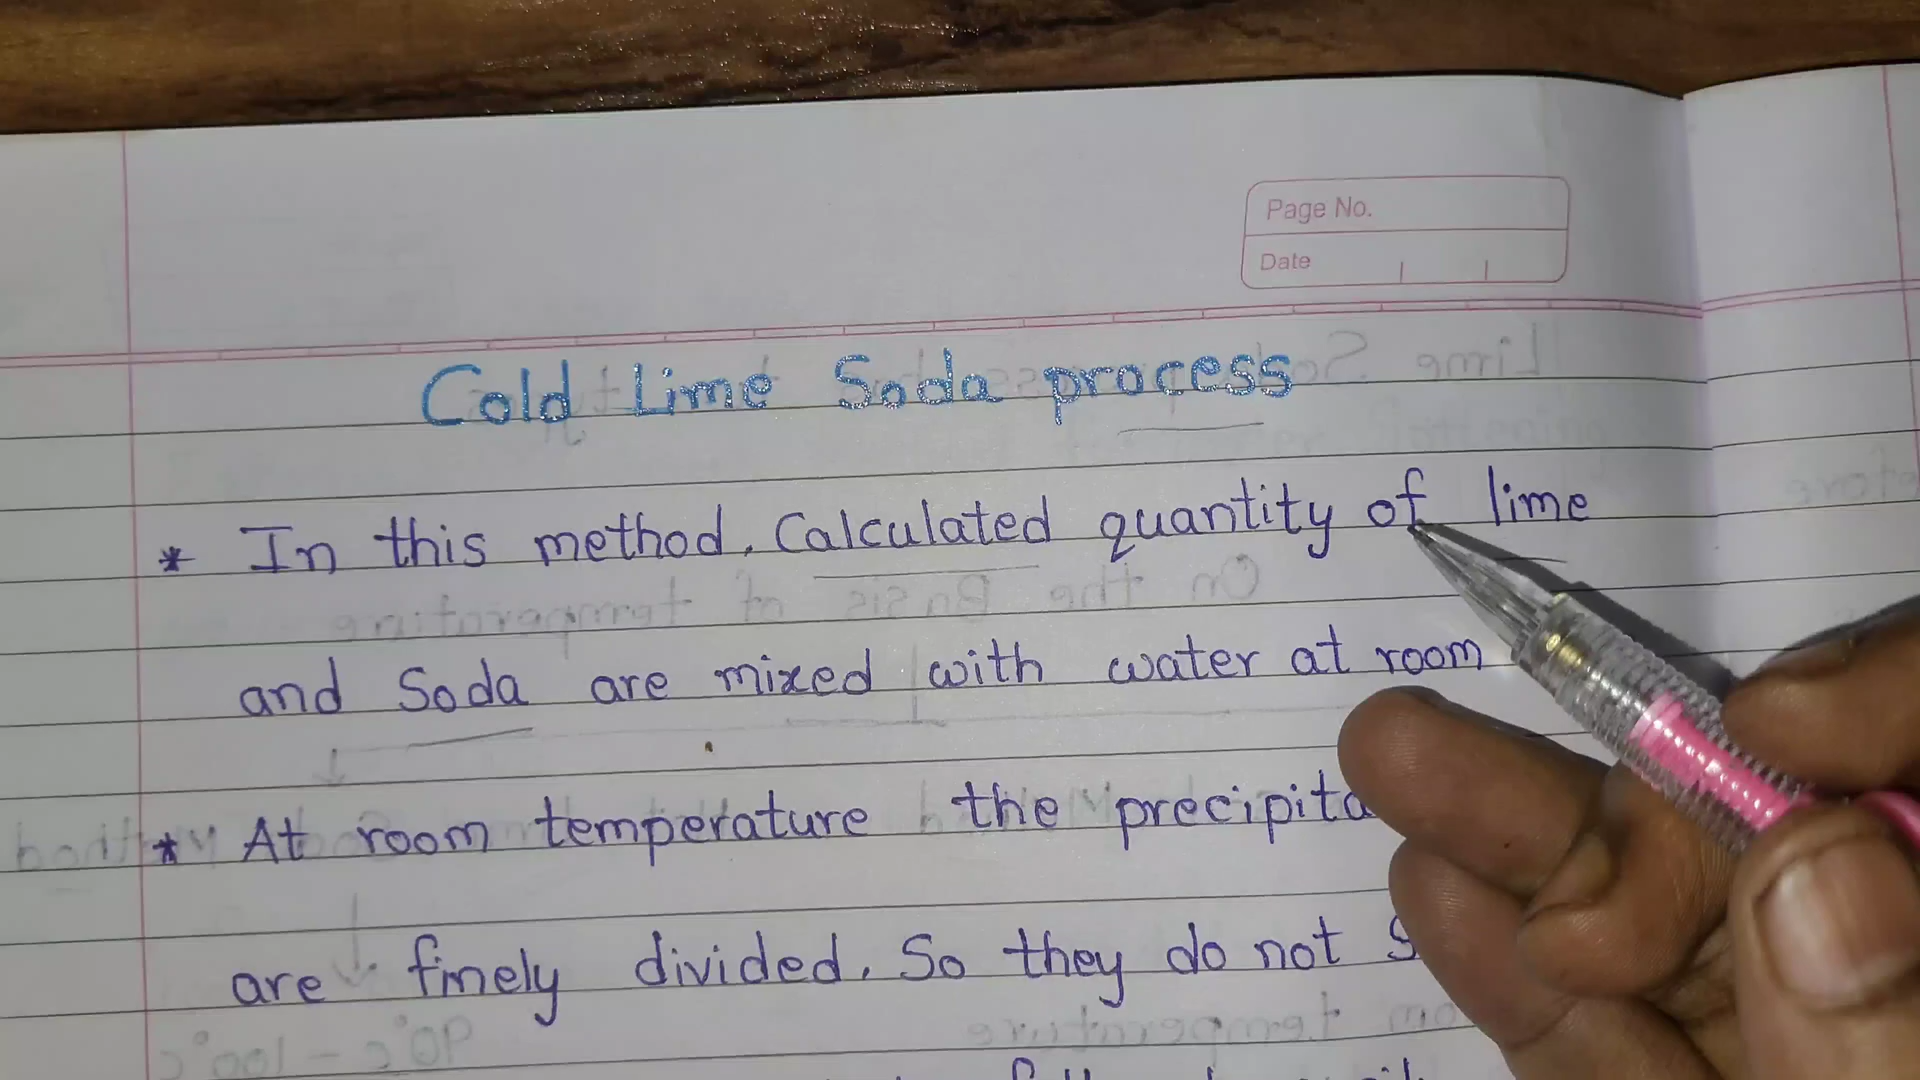 Page No.
Date
Cold Lime Soda process
* In this method. Calculated quantity of lime
and Soda are mixed with water at room
* At room temperature the precipita
are finely divided. So they do not s